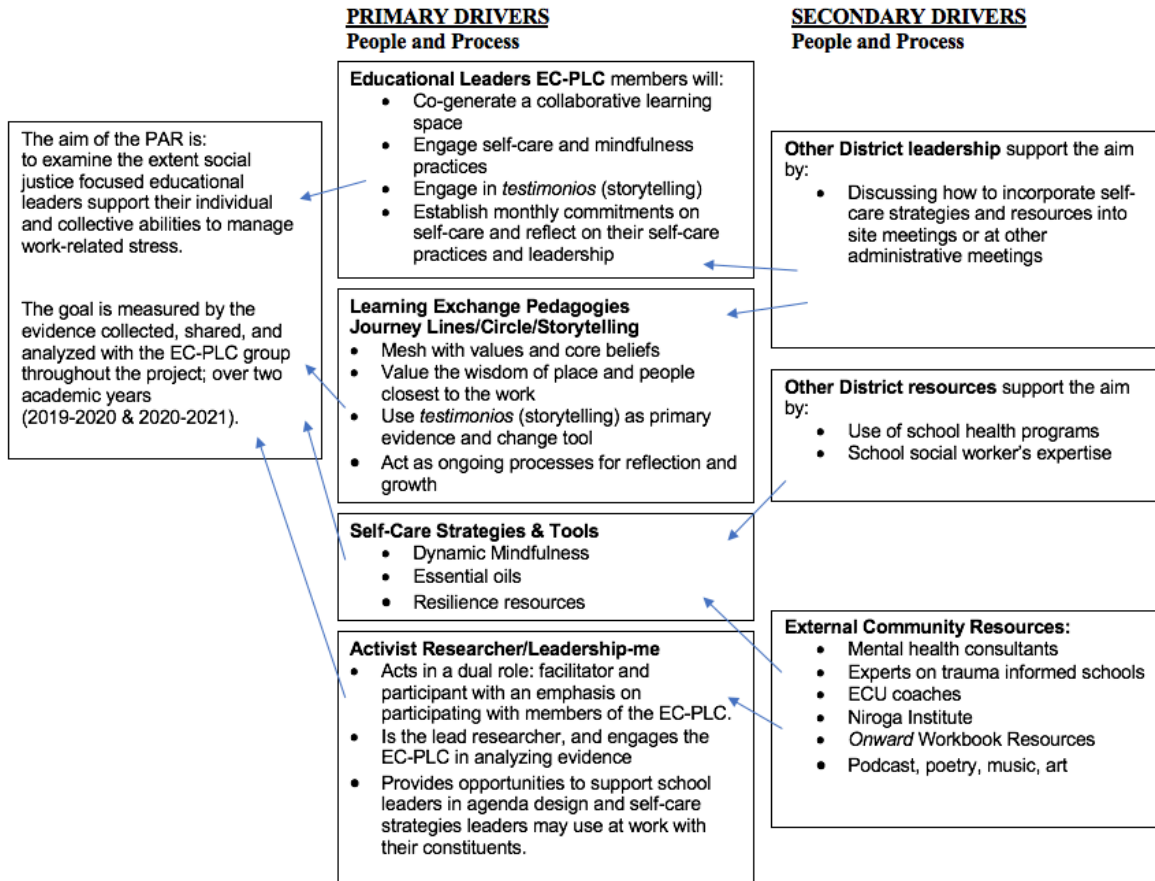 PRIMARY DRIVERS
People and Process
SECONDARY DRIVERS
People and Process
The aim of the PAR is:
to examine the extent social
justice focused educational
leaders support their individual
and collective abilities to manage
work-related stress.
The goal is measured by the
evidence collected, shared, and
analyzed with the EC-PLC group
throughout the project; over two
academic years
(2019-2020 & 2020-2021).
Educational Leaders EC-PLC members will:
• Co-generate a collaborative learning
space
• Engage self-care and mindfulness
practices
• Engage in testimonios (storytelling)
• Establish monthly commitments on
self-care and reflect on their self-care
practices and leadership
Learning Exchange Pedagogies
Journey Lines/Circle/Storytelling
• Mesh with values and core beliefs
• Value the wisdom of place and people
closest to the work
• Use testimonios (storytelling) as primary
evidence and change tool
• Act as ongoing processes for reflection and
growth
Self-Care Strategies & Tools
• Dynamic Mindfulness
• Essential oils
• Resilience resources
Activist Researcher/Leadership-me
• Acts in a dual role: facilitator and
participant with an emphasis on
participating with members of the EC-PLC.
• Is the lead researcher, and engages the
EC-PLC in analyzing evidence
• Provides opportunities to support school
leaders in agenda design and self-care
strategies leaders may use at work with
their constituents.
Other District leadership support the aim
by:
• Discussing how to incorporate self-
care strategies and resources into
site meetings or at other
administrative meetings
Other District resources support the aim
by:
• Use of school health programs
• School social worker's expertise
External Community Resources:
• Mental health consultants
• Experts on trauma informed schools
• ECU coaches
• Niroga Institute
• Onward Workbook Resources
• Podcast, poetry, music, art